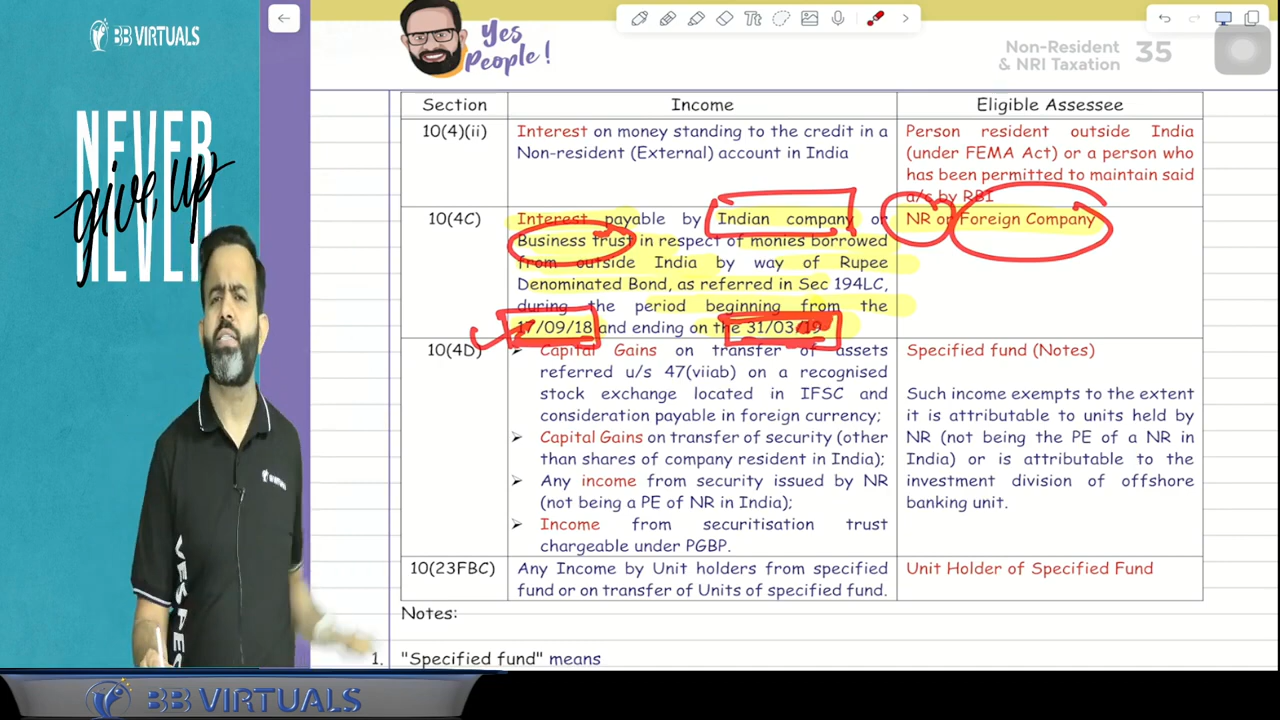 BB VIRTUALS
NEVER
give up
NEVER
Yes
People !
Non-Resident
& NRI Taxation
35
Section
Income
Eligible Assessee
10(4)(ii)
Interest on money standing to the credit in a
Non-resident (External) account in India
Person resident outside India
(under FEMA Act) or a person who
has been permitted to maintain said
a/c by RBI
10(4C)
Interest payable by Indian company or
Business trust in respect of monies borrowed
from outside India by way of Rupee
Denominated Bond, as referred in Sec 194LC,
during the period beginning from the
17/09/18 and ending on the 31/03/19
NR or Foreign Company
10(4D)
➢ Capital Gains on transfer of assets
referred u/s 47(viiab) on a recognised
stock exchange located in IFSC and
consideration payable in foreign currency;
➢ Capital Gains on transfer of security (other
than shares of company resident in India);
➢ Any income from security issued by NR
(not being a PE of NR in India);
➢ Income from securitisation trust
chargeable under PGBP.
Specified fund (Notes)
Such income exempts to the extent
it is attributable to units held by
NR (not being the PE of a NR in
India) or is attributable to the
investment division of offshore
banking unit.
10(23FBC)
Any Income by Unit holders from specified
fund or on transfer of Units of specified fund.
Unit Holder of Specified Fund
Notes:
1. "Specified fund" means
BB VIRTUALS